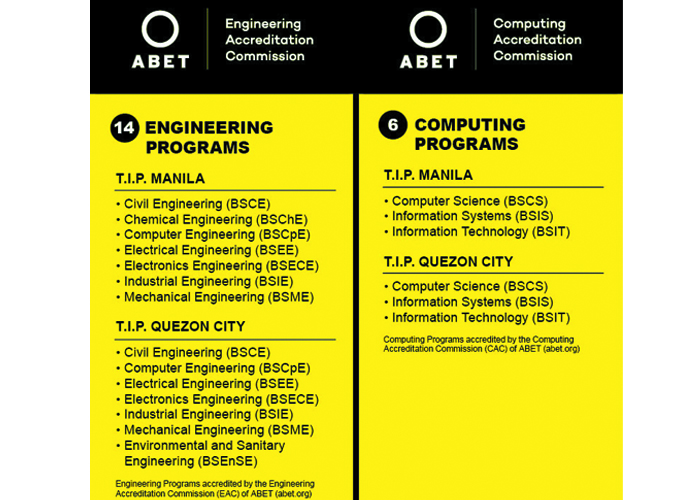 ABET
Engineering
Accreditation
Commission
14 ENGINEERING
PROGRAMS
T.I.P. MANILA
• Civil Engineering (BSCE)
• Chemical Engineering (BSChE)
• Computer Engineering (BSCpE)
• Electrical Engineering (BSEE)
• Electronics Engineering (BSECE)
• Industrial Engineering (BSIE)
• Mechanical Engineering (BSME)
T.I.P. QUEZON CITY
• Civil Engineering (BSCE)
• Computer Engineering (BSCpE)
• Electrical Engineering (BSEE)
• Electronics Engineering (BSECE)
• Industrial Engineering (BSIE)
• Mechanical Engineering (BSME)
• Environmental and Sanitary
Engineering (BSEnSE)
Engineering Programs accredited by the Engineering
Accreditation Commission (EAC) of ABET (abet.org)
ABET
Computing
Accreditation
Commission
6 COMPUTING
PROGRAMS
T.I.P. MANILA
• Computer Science (BSCS)
• Information Systems (BSIS)
• Information Technology (BSIT)
T.I.P. QUEZON CITY
• Computer Science (BSCS)
• Information Systems (BSIS)
• Information Technology (BSIT)
Computing Programs accredited by the Computing
Accreditation Commission (CAC) of ABET (abet.org)